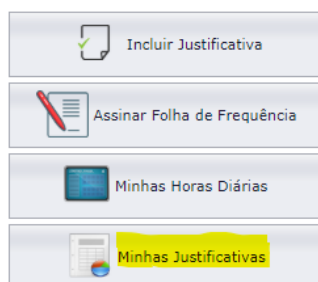 Incluir Justificativa
Assinar Folha de Frequência
Minhas Horas Diárias
Minhas Justificativas